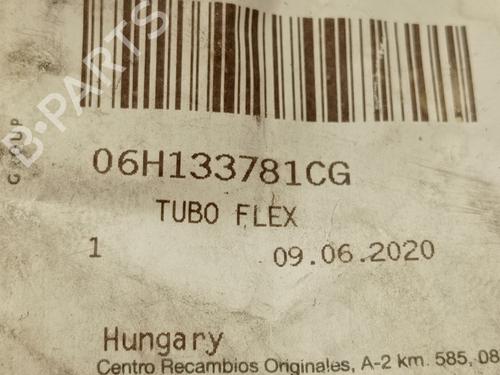 B-PARTS
GROUP
06H133781CG
TUBO FLEX
1 09.06.2020
Hungary
Centro Recambios Originales, A-2 km. 585, 08